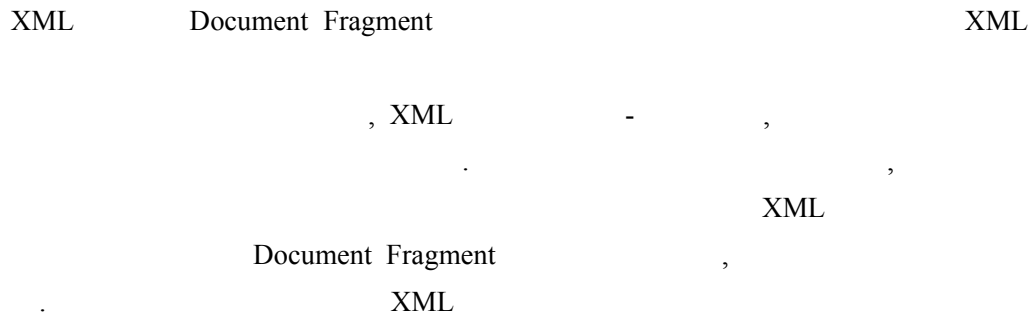 XML Document Fragment XML
, XML - ,
. ,
XML
Document Fragment ,
. XML